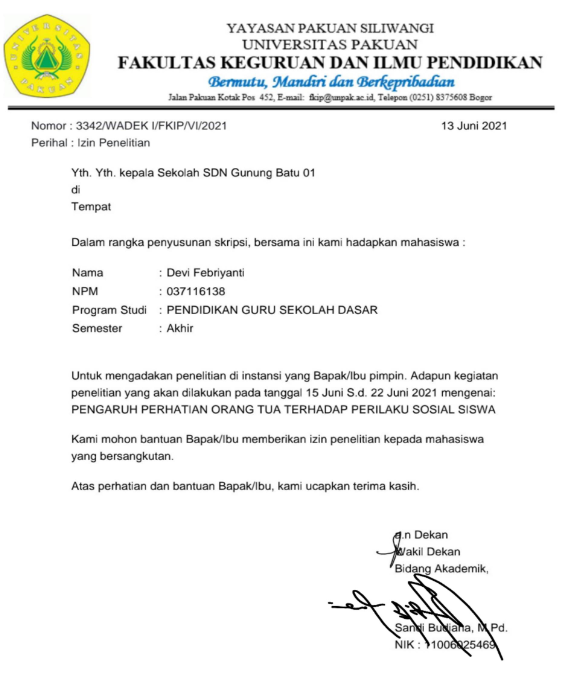 UNIVERSITAS
PAKUAN
YAYASAN PAKUAN SILIWANGI
UNIVERSITAS PAKUAN
FAKULTAS KEGURUAN DAN ILMU PENDIDIKAN
Bermutu, Mandiri dan Berkepribadian
Jalan Pakuan Kotak Pos 452, E-mail: fkip@unpak.ac.id, Telepon (0251) 8375608 Bogor
Nomor : 3342/WADEK I/FKIP/VI/2021 13 Juni 2021
Perihal : Izin Penelitian
Yth. Yth. kepala Sekolah SDN Gunung Batu 01
di
Tempat
Dalam rangka penyusunan skripsi, bersama ini kami hadapkan mahasiswa :
Nama : Devi Febriyanti
NPM : 037116138
Program Studi : PENDIDIKAN GURU SEKOLAH DASAR
Semester : Akhir
Untuk mengadakan penelitian di instansi yang Bapak/Ibu pimpin. Adapun kegiatan
penelitian yang akan dilakukan pada tanggal 15 Juni S.d. 22 Juni 2021 mengenai:
PENGARUH PERHATIAN ORANG TUA TERHADAP PERILAKU SOSIAL SISWA
Kami mohon bantuan Bapak/Ibu memberikan izin penelitian kepada mahasiswa
yang bersangkutan.
Atas perhatian dan bantuan Bapak/Ibu, kami ucapkan terima kasih.
a.n Dekan
Wakil Dekan
Bidang Akademik,
Sandi Budiana, M.Pd.
NIK : 11006025469